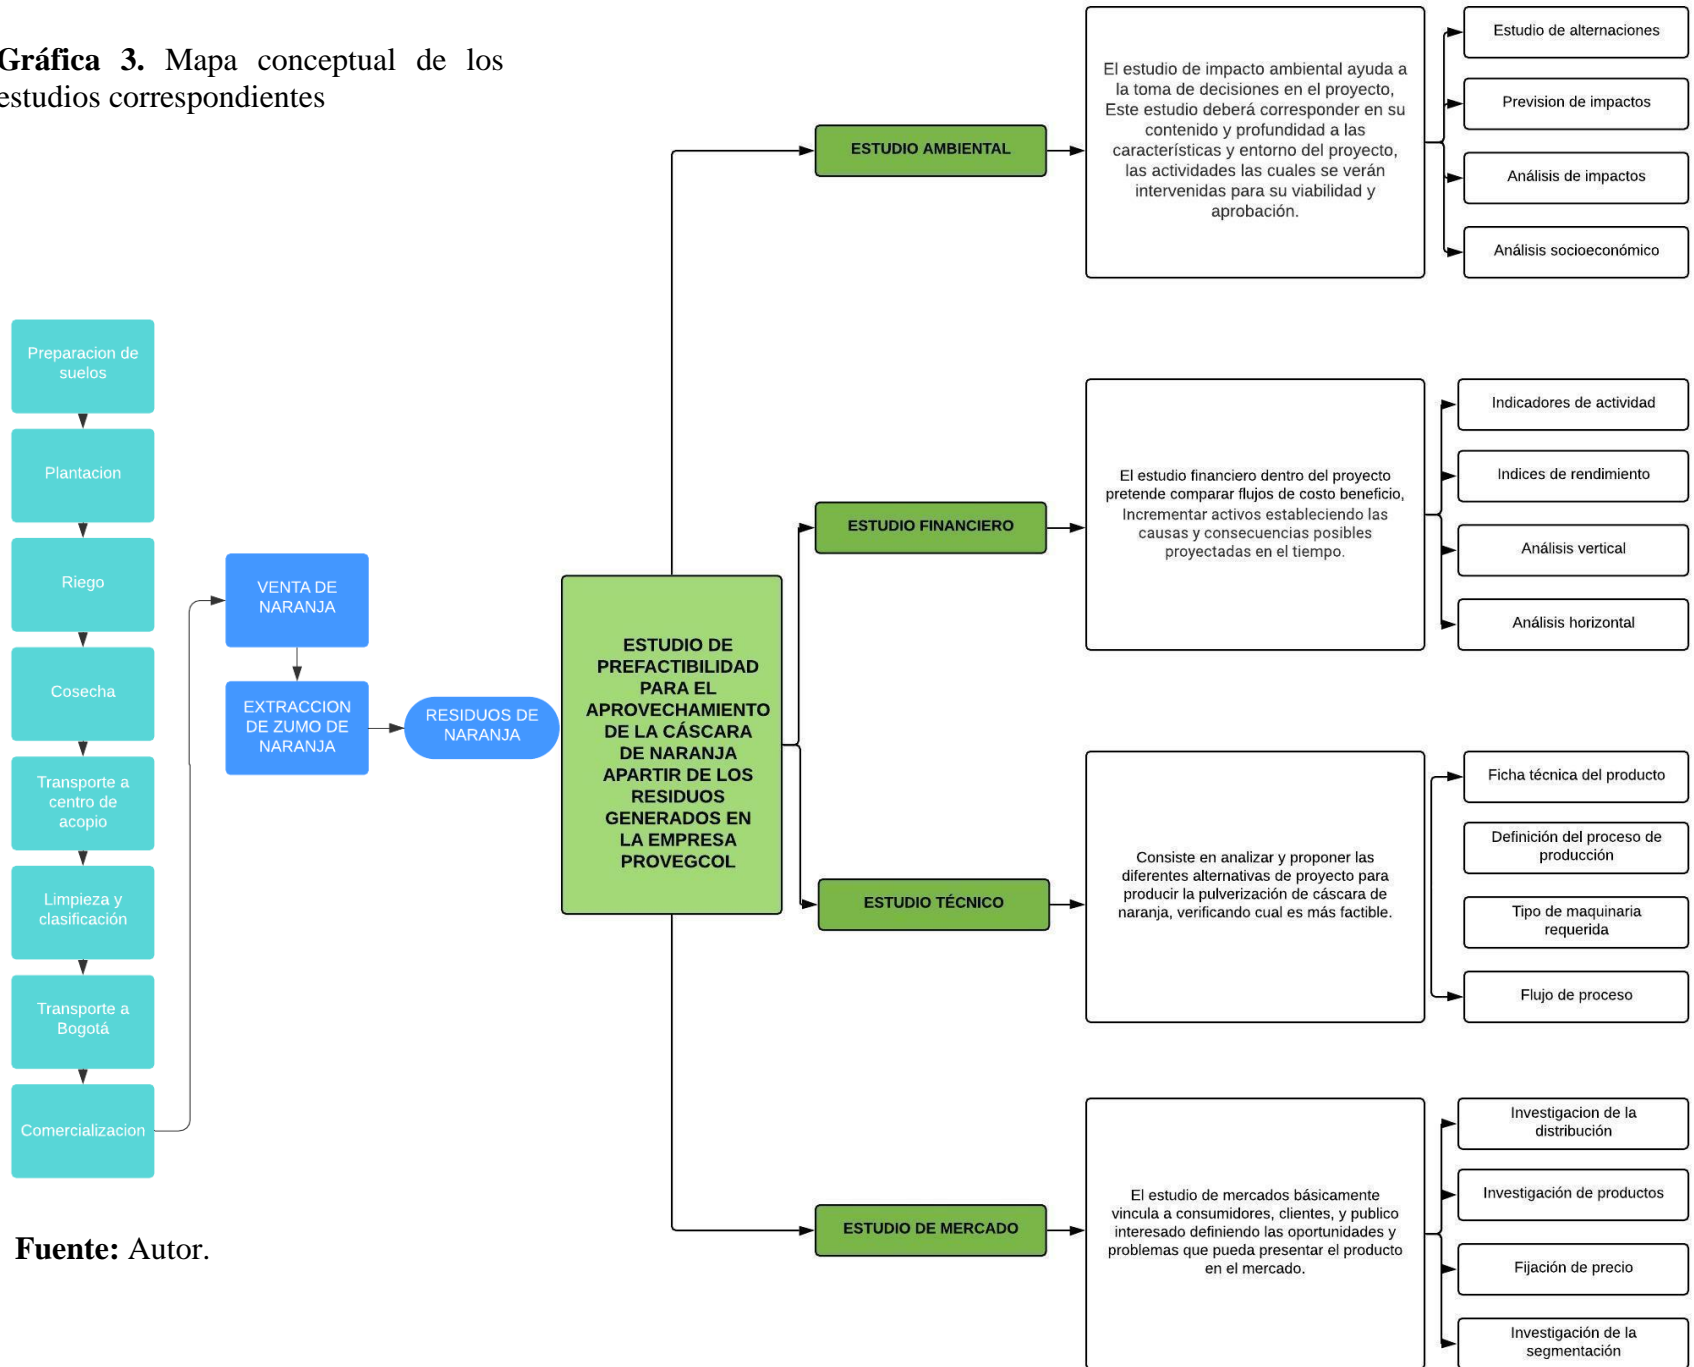 Gráfica 3. Mapa conceptual de los
estudios correspondientes
Preparacion de
suelos
Plantacion
Riego
Cosecha
Transporte a
centro de
acopio
Limpieza y
clasificación
Transporte a
Bogotá
Comercializacion
VENTA DE
NARANJA
EXTRACCION
DE ZUMO DE
NARANJA
RESIDUOS DE
NARANJA
ESTUDIO DE
PREFACTIBILIDAD
PARA EL
APROVECHAMIENTO
DE LA CÁSCARA
DE NARANJA
APARTIR DE LOS
RESIDUOS
GENERADOS EN
LA EMPRESA
PROVEGCOL
ESTUDIO AMBIENTAL
El estudio de impacto ambiental ayuda a
la toma de decisiones en el proyecto,
Este estudio deberá corresponder en su
contenido y profundidad a las
características y entorno del proyecto,
las actividades las cuales se verán
intervenidas para su viabilidad y
aprobación.
Estudio de alternaciones
Prevision de impactos
Análisis de impactos
Análisis socioeconómico
ESTUDIO FINANCIERO
El estudio financiero dentro del proyecto
pretende comparar flujos de costo beneficio,
Incrementar activos estableciendo las
causas y consecuencias posibles
proyectadas en el tiempo.
Indicadores de actividad
Indices de rendimiento
Análisis vertical
Análisis horizontal
ESTUDIO TÉCNICO
Consiste en analizar y proponer las
diferentes alternativas de proyecto para
producir la pulverización de cáscara de
naranja, verificando cual es más factible.
Ficha técnica del producto
Definición del proceso de
producción
Tipo de maquinaria
requerida
Flujo de proceso
ESTUDIO DE MERCADO
El estudio de mercados básicamente
vincula a consumidores, clientes, y publico
interesado definiendo las oportunidades y
problemas que pueda presentar el producto
en el mercado.
Investigacion de la
distribución
Investigación de productos
Fijación de precio
Investigación de la
segmentación
Fuente: Autor.